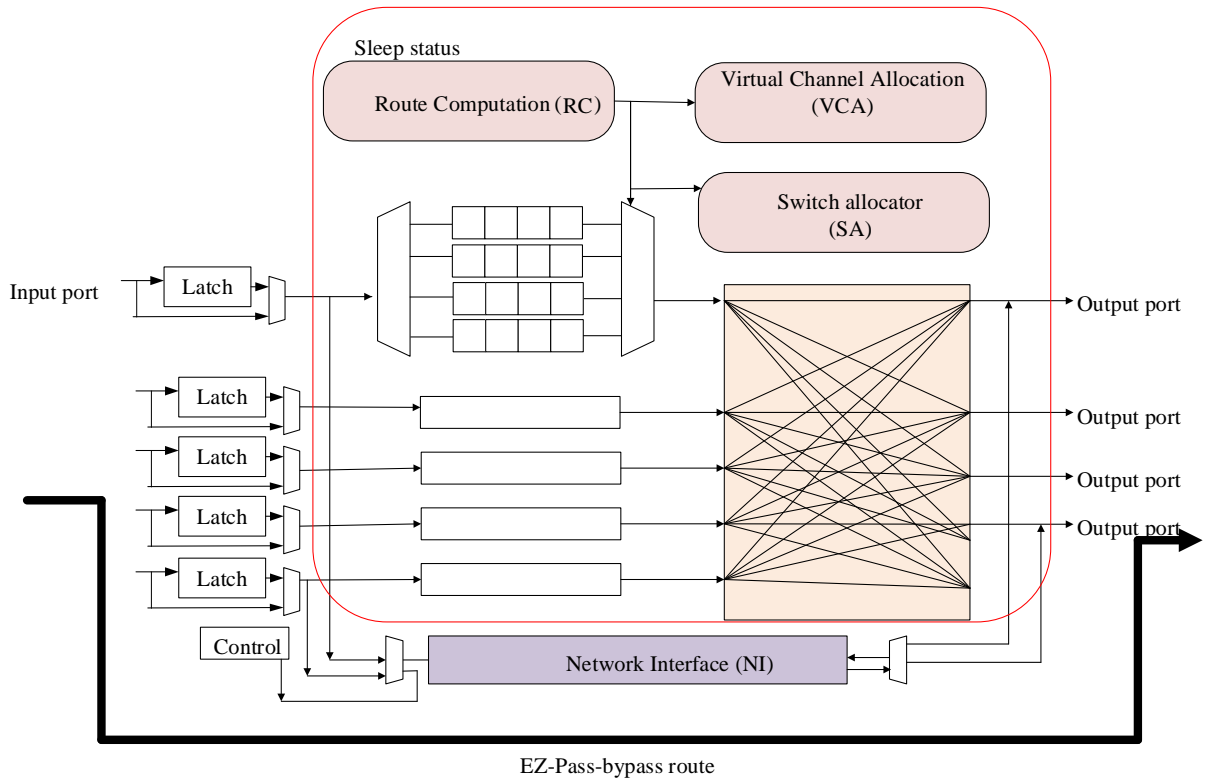 Sleep status
Route Computation (RC)
Virtual Channel Allocation
(VCA)
Switch allocator
(SA)
Input port
Latch
Output port
Latch
Output port
Latch
Output port
Latch
Output port
Latch
Control
Network Interface (NI)
EZ-Pass-bypass route